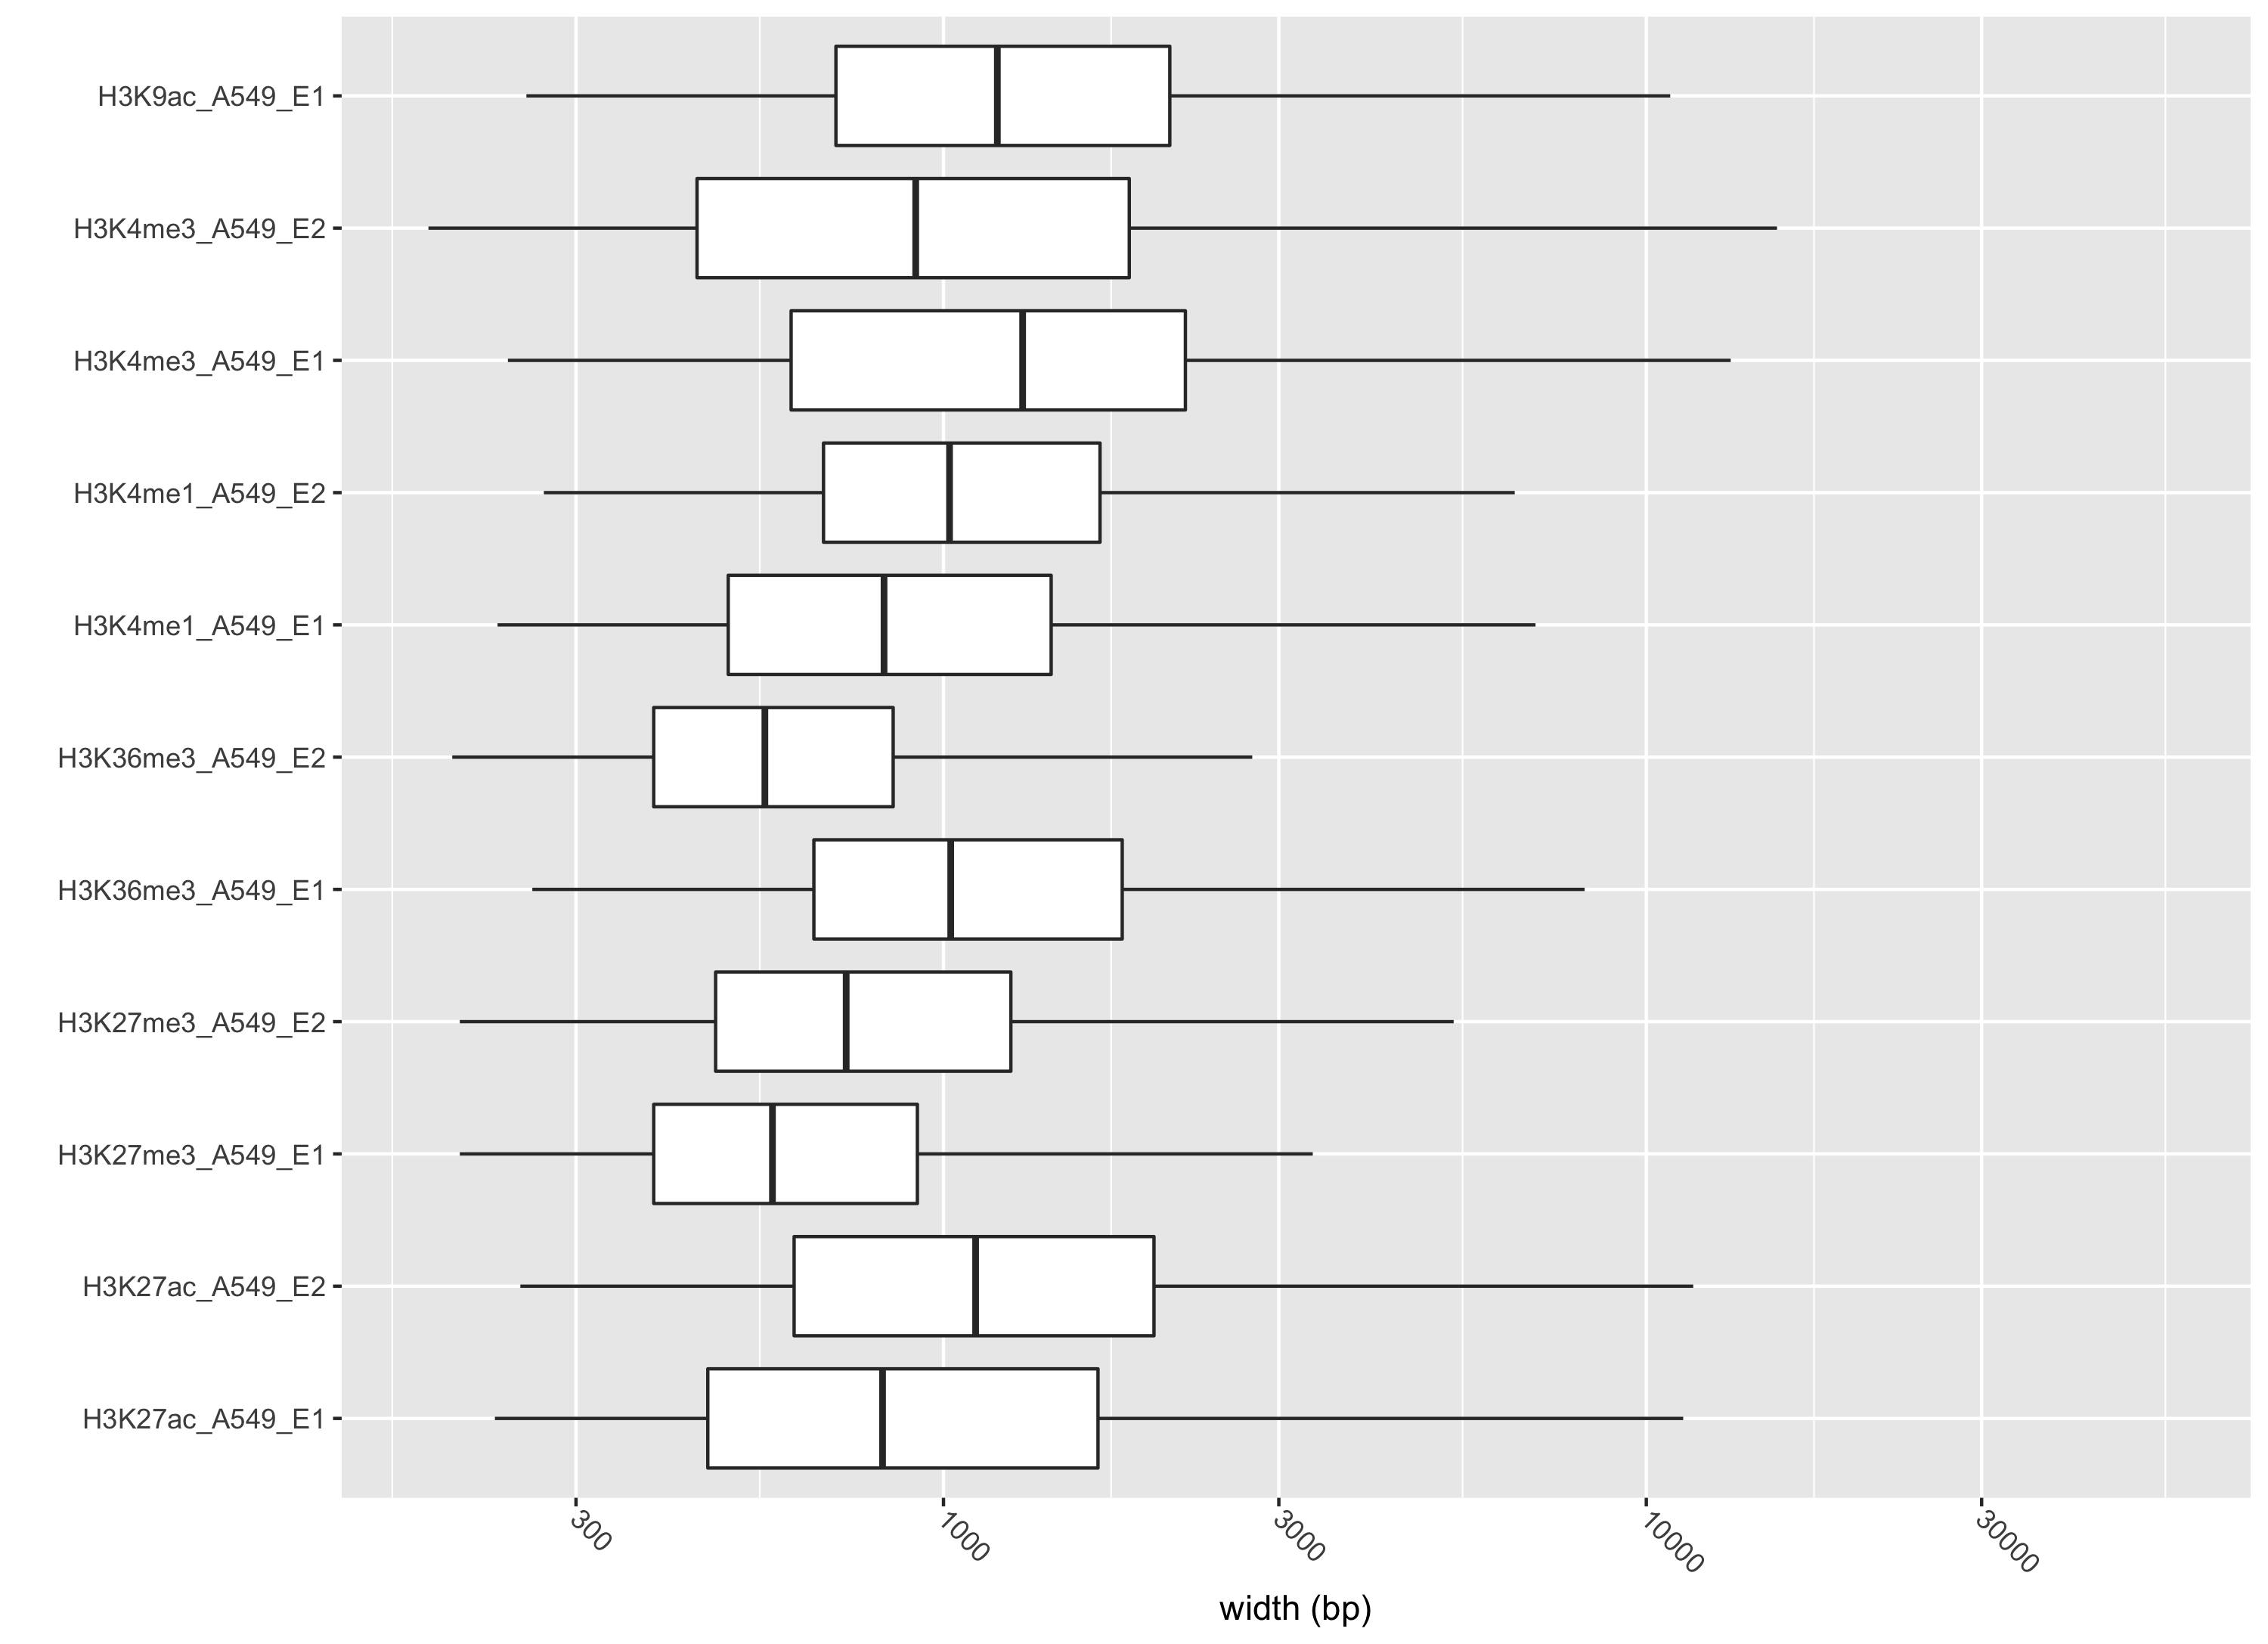 H3K9ac_A549_E1
H3K4me3_A549_E2
H3K4me3_A549_E1
H3K4me1_A549_E2
H3K4me1_A549_E1
H3K36me3_A549_E2
H3K36me3_A549_E1
H3K27me3_A549_E2
H3K27me3_A549_E1
H3K27ac_A549_E2
H3K27ac_A549_E1
300 1000 3000 10000 30000
width (bp)